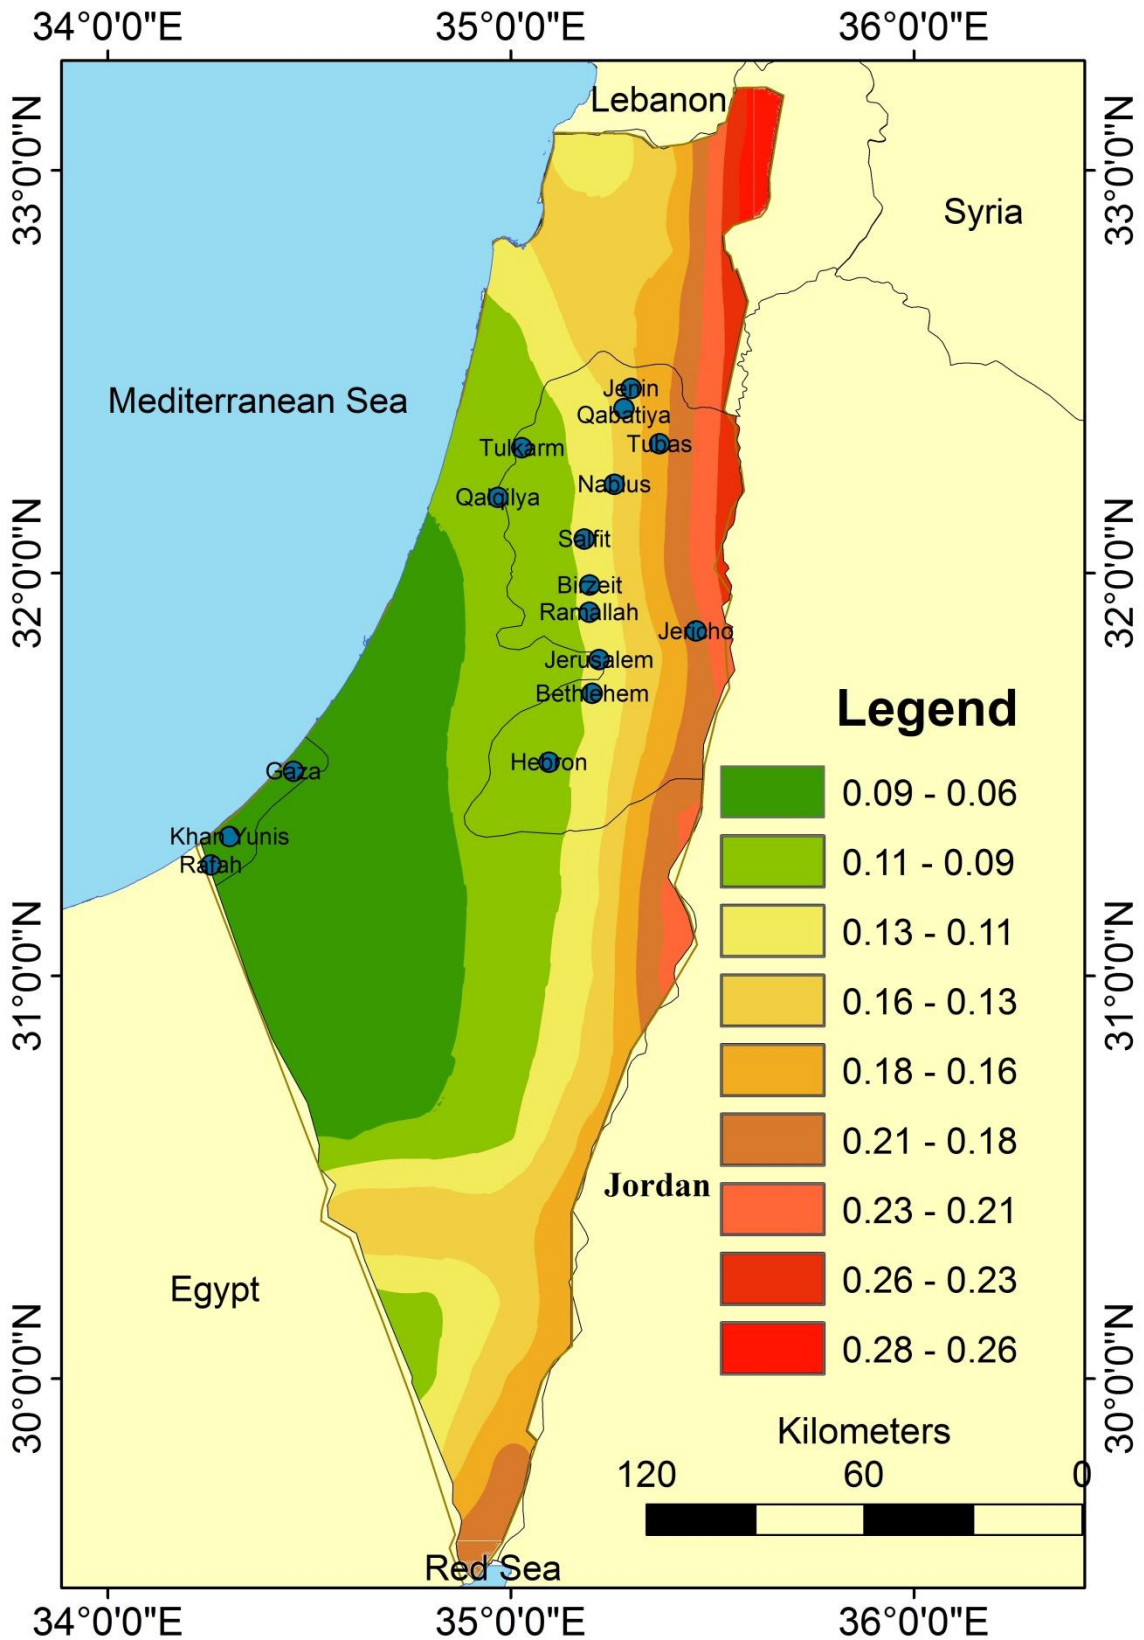 34°0'0"E 35°0'0"E 36°0'0"E
Lebanon
33°0'0"N 33°0'0"N
Syria
Mediterranean Sea
Jenin
Qabatiya
Tulkarm
Tubas
Nablus
Qalqilya
Salfit
32°0'0"N 32°0'0"N
Birzeit
Ramallah
Jericho
Jerusalem
Bethlehem
Hebron
Gaza
Khan Yunis
Rafah
Legend
0.09 - 0.06
0.11 - 0.09
0.13 - 0.11
31°0'0"N 31°0'0"N
0.16 - 0.13
0.18 - 0.16
0.21 - 0.18
0.23 - 0.21
0.26 - 0.23
0.28 - 0.26
Jordan
Egypt
30°0'0"N 30°0'0"N
Kilometers
120 60 0
Red Sea
34°0'0"E 35°0'0"E 36°0'0"E